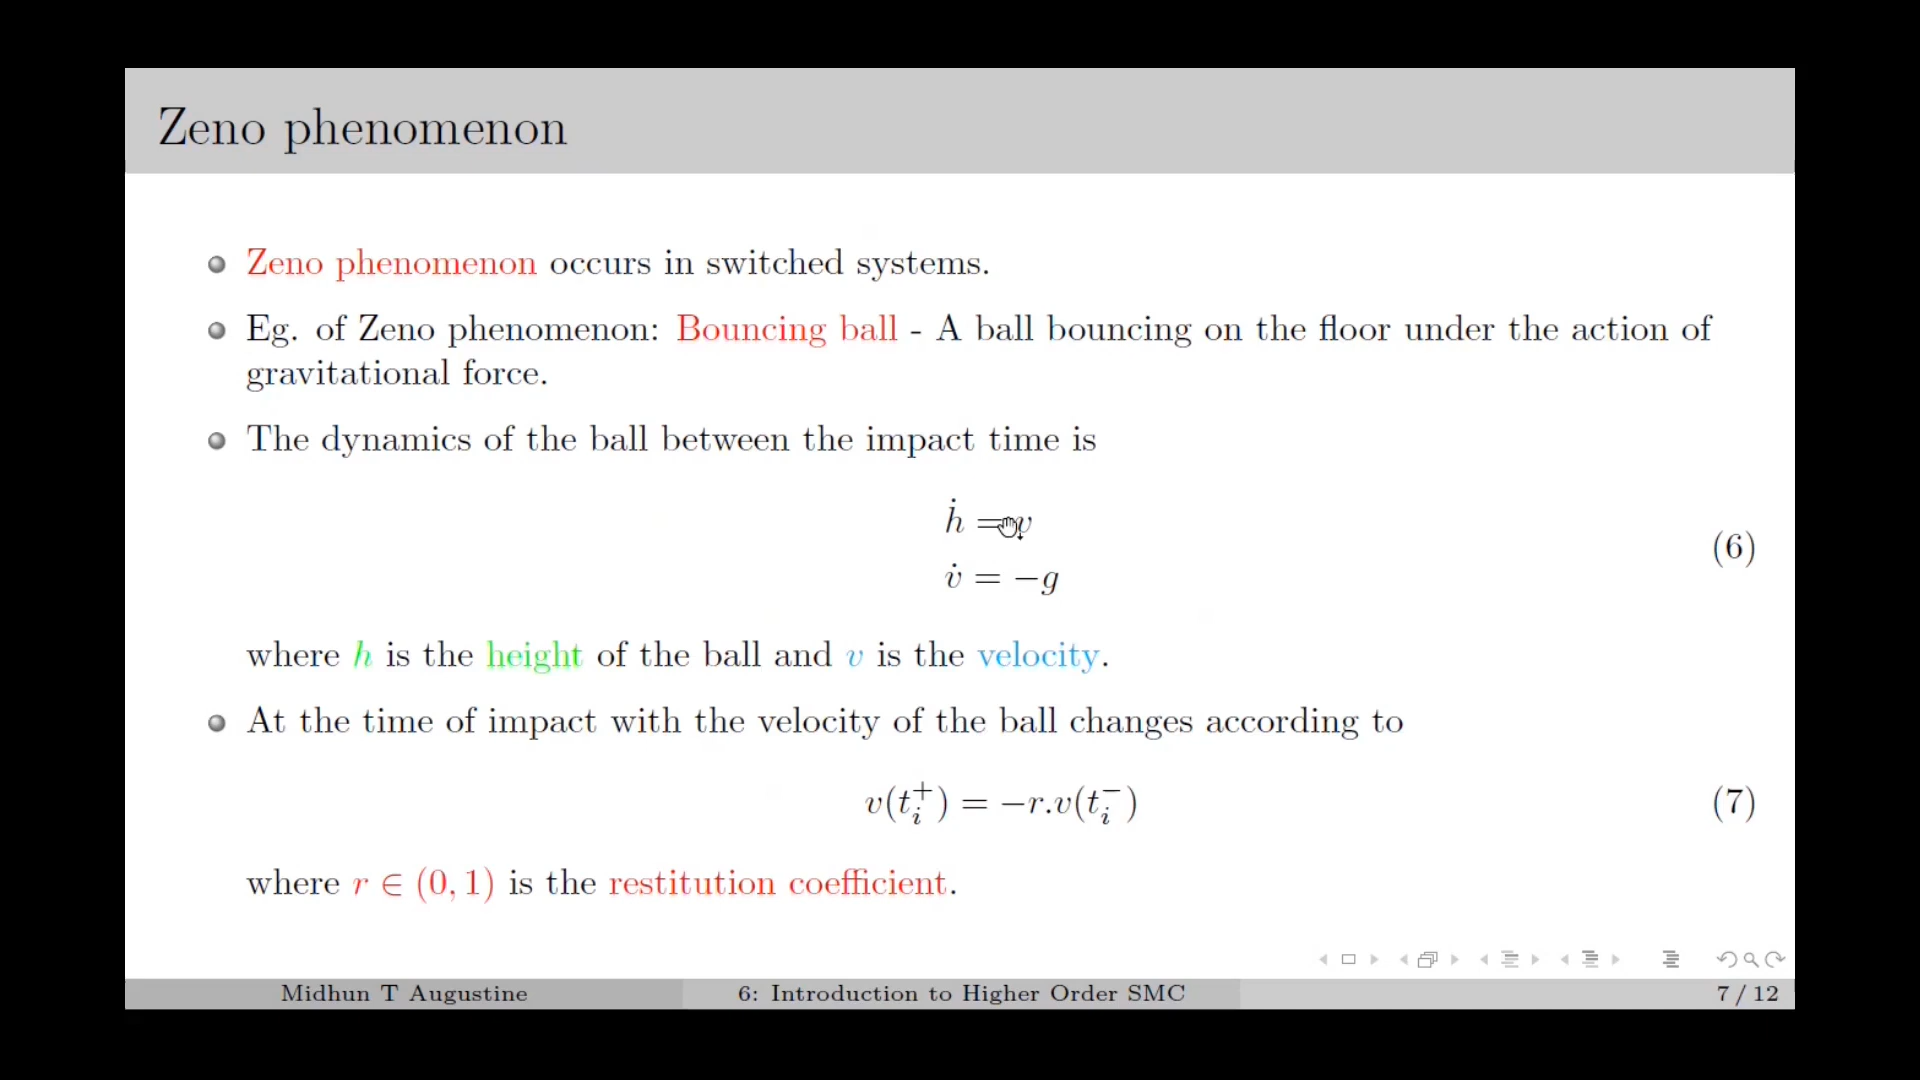 Zeno phenomenon
Zeno phenomenon occurs in switched systems.
Eg. of Zeno phenomenon: Bouncing ball - A ball bouncing on the floor under the action of
gravitational force.
The dynamics of the ball between the impact time is
ḣ = v
(6)
v̇ = −g
where h is the height of the ball and v is the velocity.
At the time of impact with the velocity of the ball changes according to
v(tᵢ⁺) = −r.v(tᵢ⁻) (7)
where r ∈ (0, 1) is the restitution coefficient.
Midhun T Augustine 6: Introduction to Higher Order SMC 7 / 12